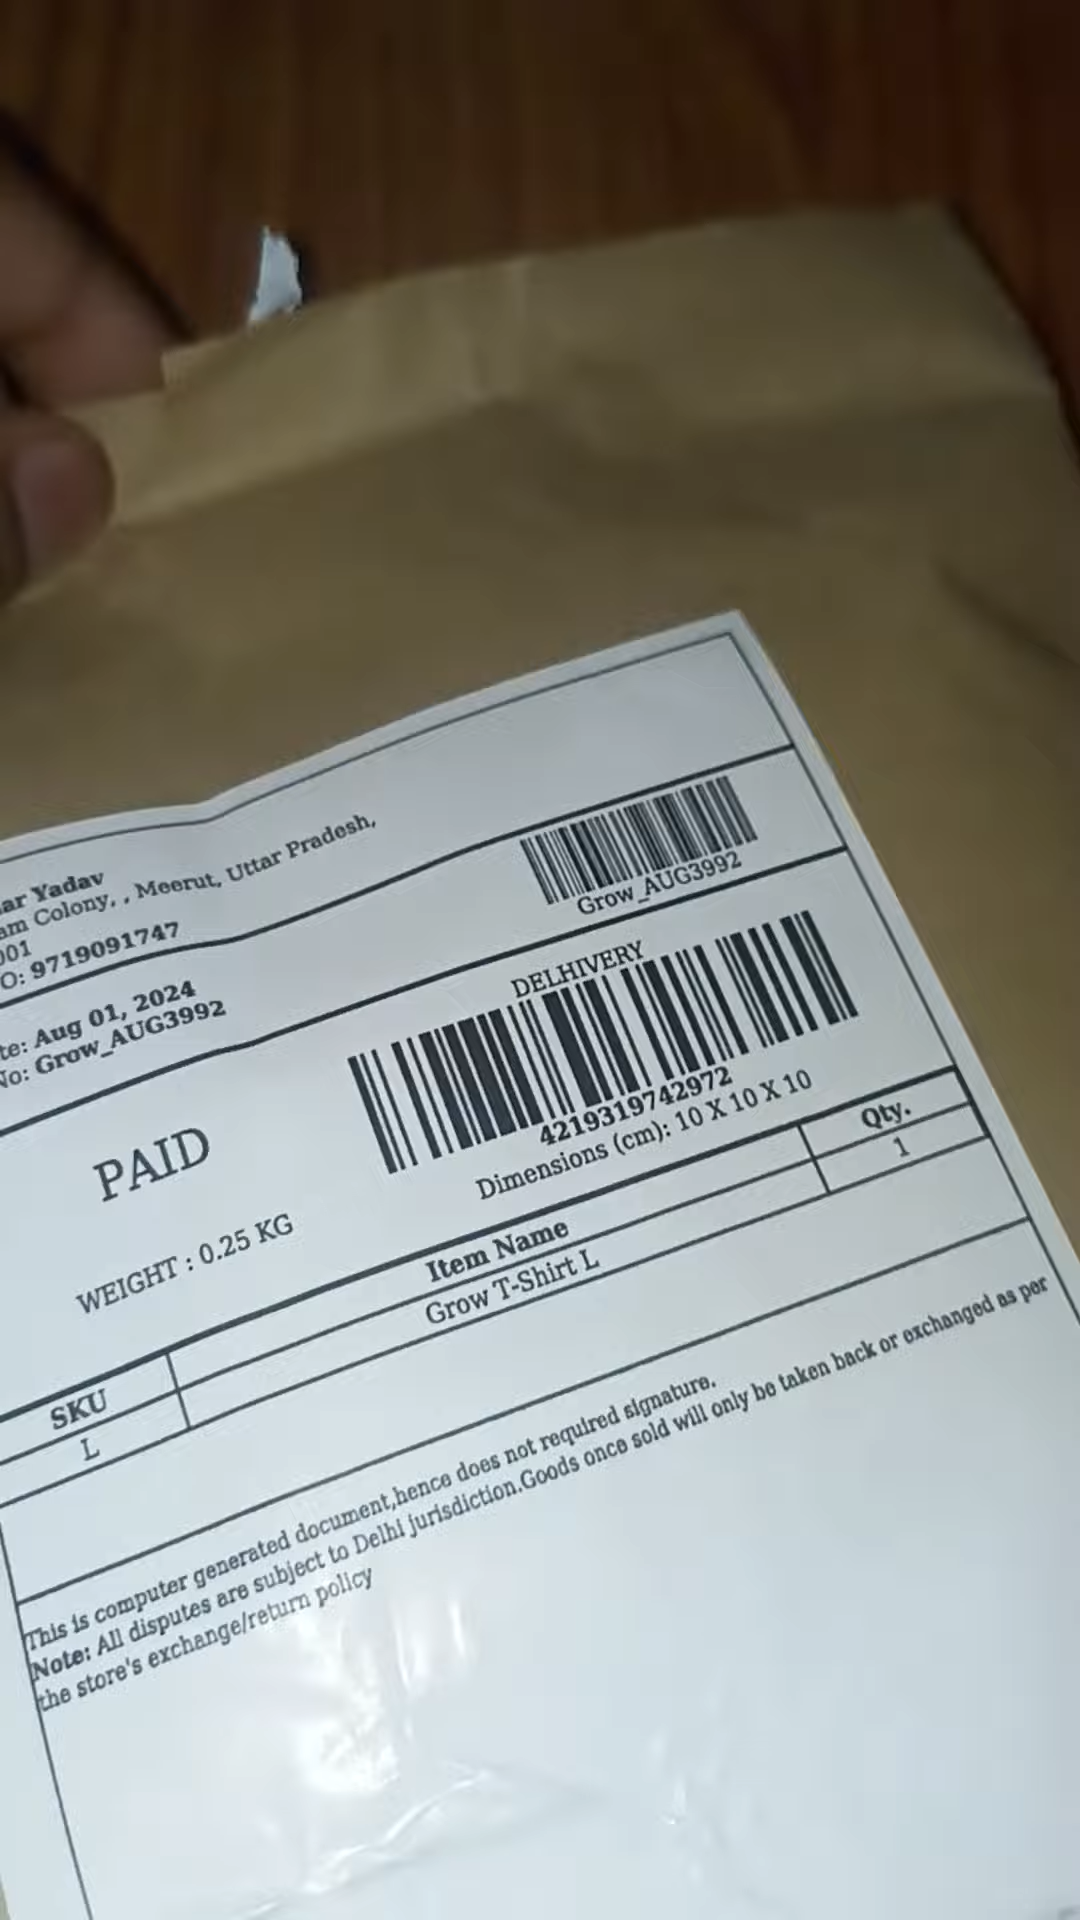 ar Yadav
am Colony, , Meerut, Uttar Pradesh,
001
O: 9719091747
Grow_AUG3992
te: Aug 01, 2024
No: Grow_AUG3992
DELHIVERY
4219319742972
PAID
Dimensions (cm): 10 X 10 X 10
WEIGHT : 0.25 KG
SKU Item Name Qty.
L Grow T-Shirt L 1
This is computer generated document,hence does not required signature.
Note: All disputes are subject to Delhi jurisdiction.Goods once sold will only be taken back or exchanged as per
the store's exchange/return policy